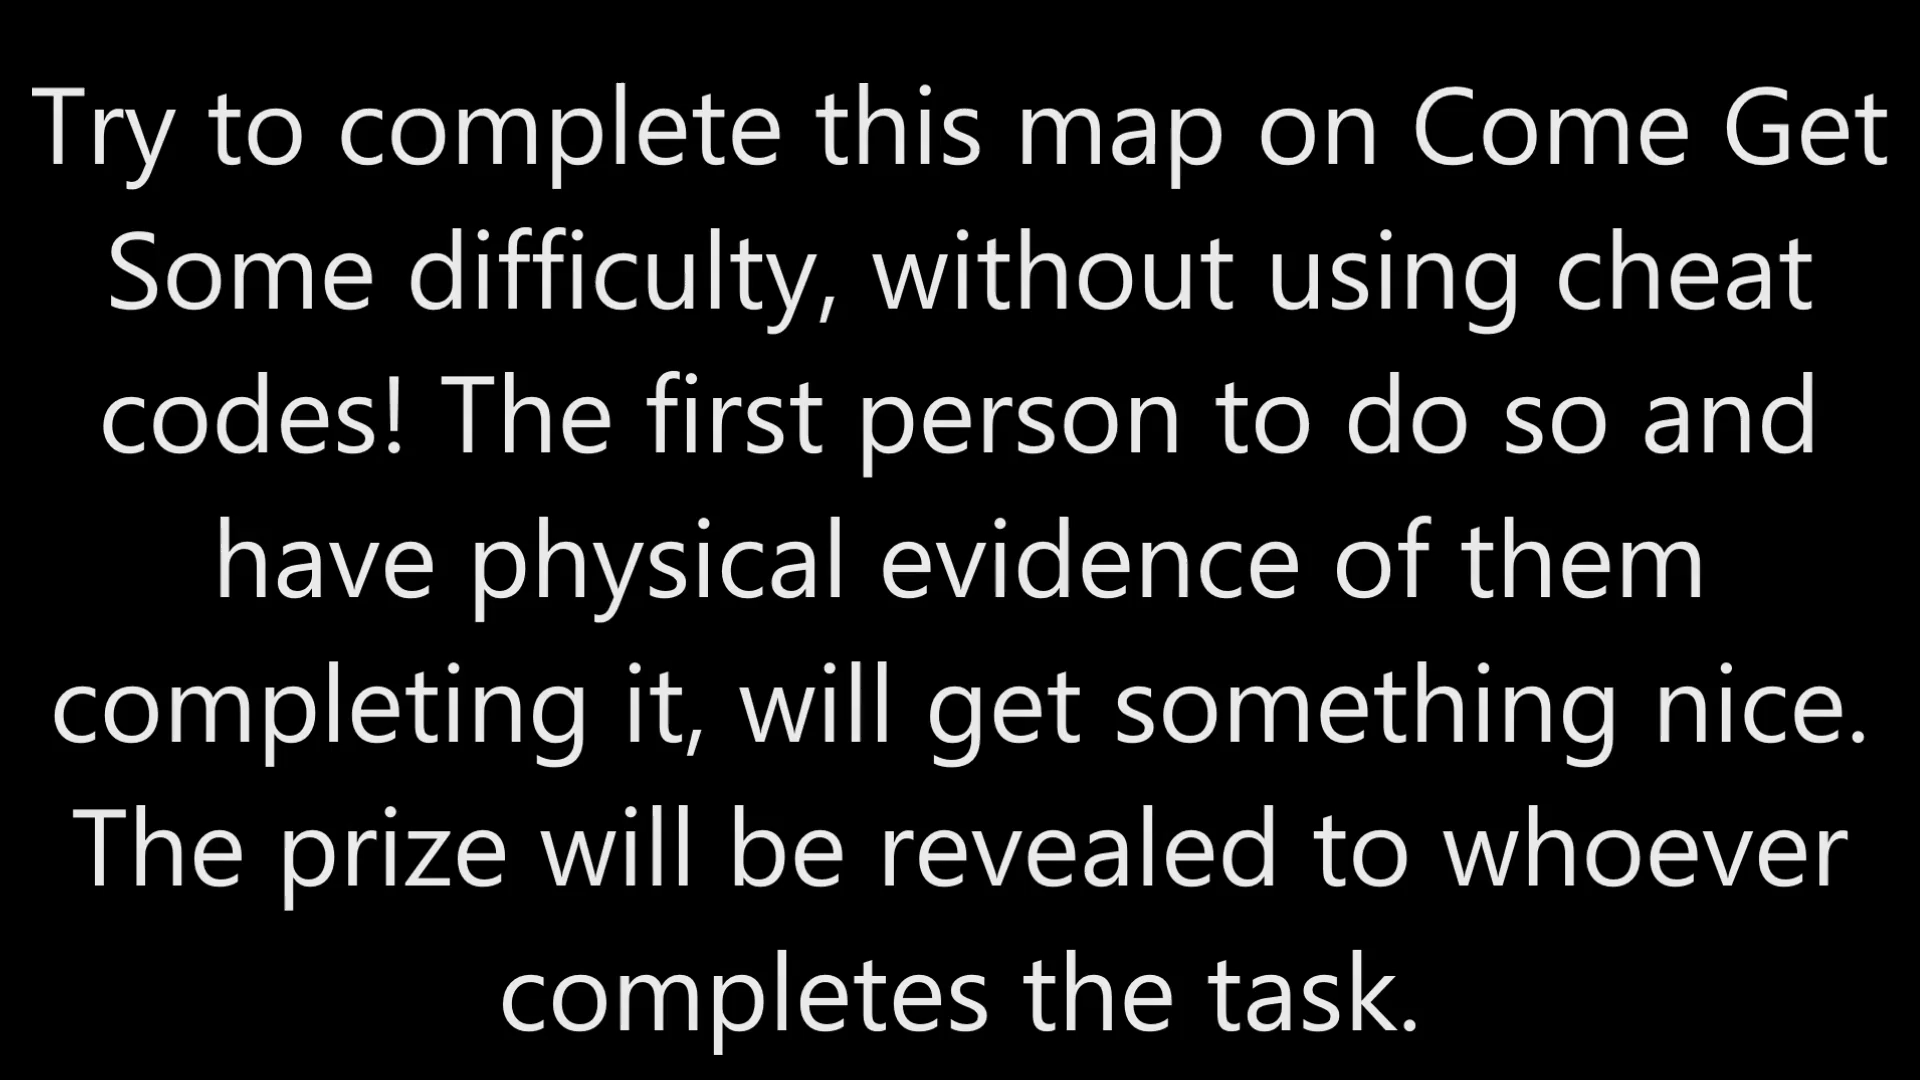 Try to complete this map on Come Get
Some difficulty, without using cheat
codes! The first person to do so and
have physical evidence of them
completing it, will get something nice.
The prize will be revealed to whoever
completes the task.